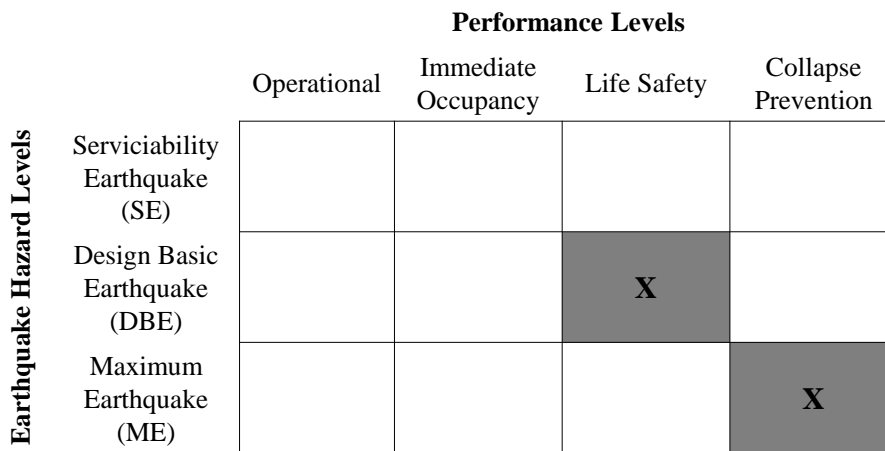 Performance Levels
Operational
Immediate
Occupancy
Life Safety
Collapse
Prevention
Earthquake Hazard Levels
Serviciability
Earthquake
(SE)
Design Basic
Earthquake
(DBE)
X
Maximum
Earthquake
(ME)
X